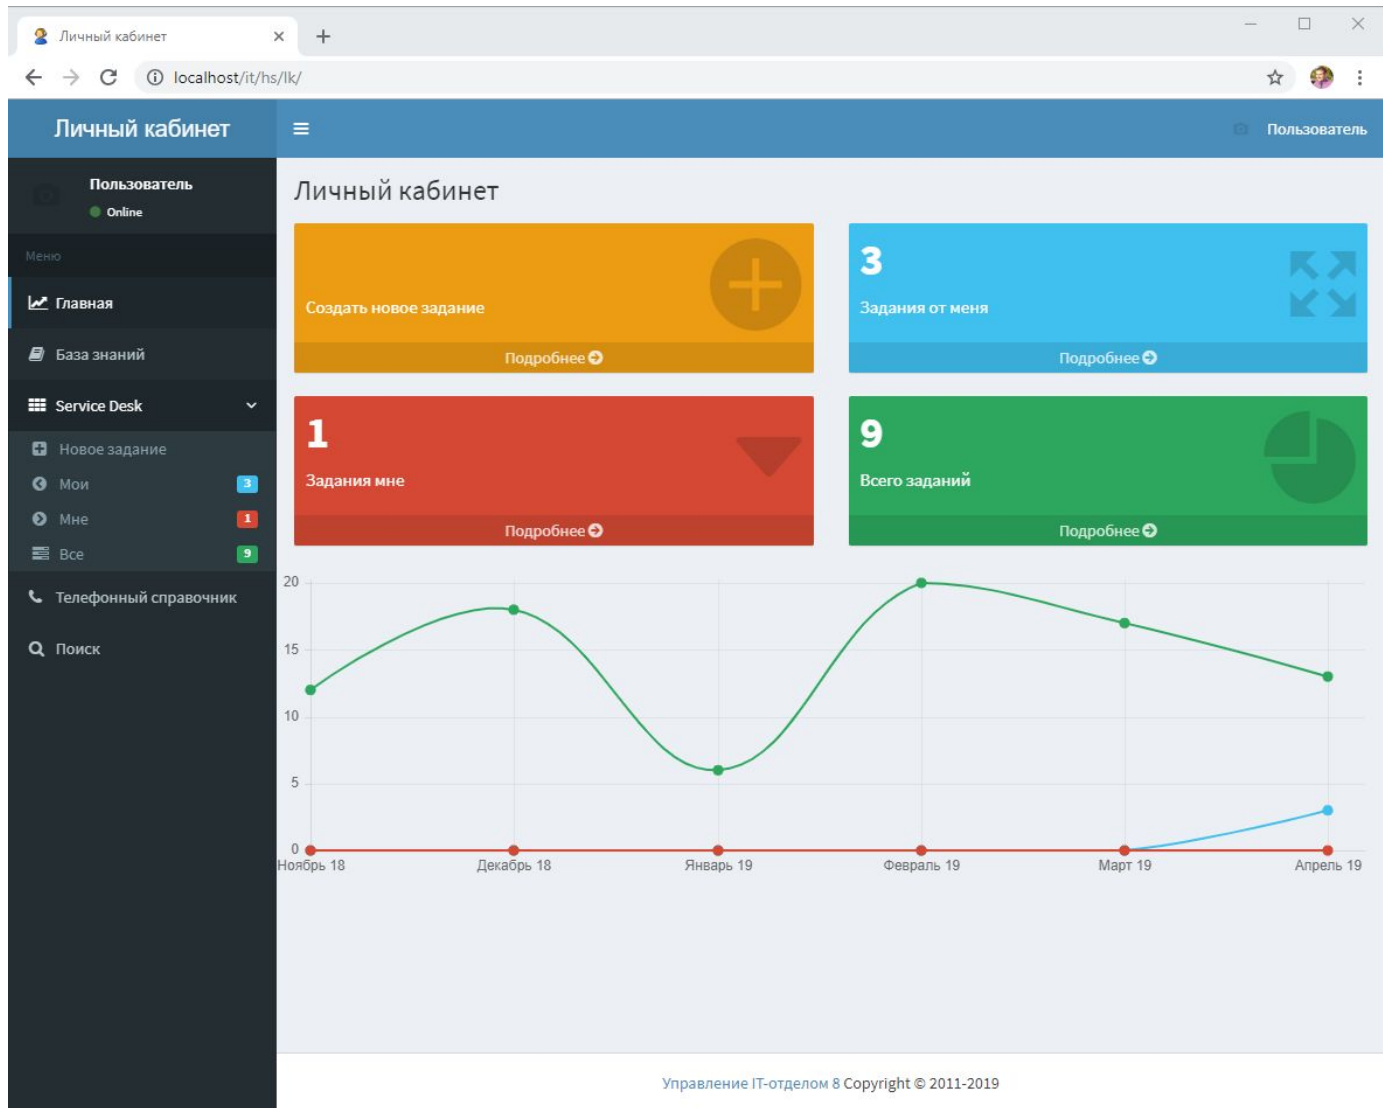 Личный кабинет
localhost/it/hs/lk/
Личный кабинет
Пользователь
Пользователь
Online
Меню
Главная
База знаний
Service Desk
Новое задание
Мои 3
Мне 1
Все 9
Телефонный справочник
Поиск
Личный кабинет
Создать новое задание
Подробнее
3
Задания от меня
Подробнее
1
Задания мне
Подробнее
9
Всего заданий
Подробнее
20
15
10
5
0
Ноябрь 18 Декабрь 18 Январь 19 Февраль 19 Март 19 Апрель 19
Управление IT-отделом 8 Copyright © 2011-2019